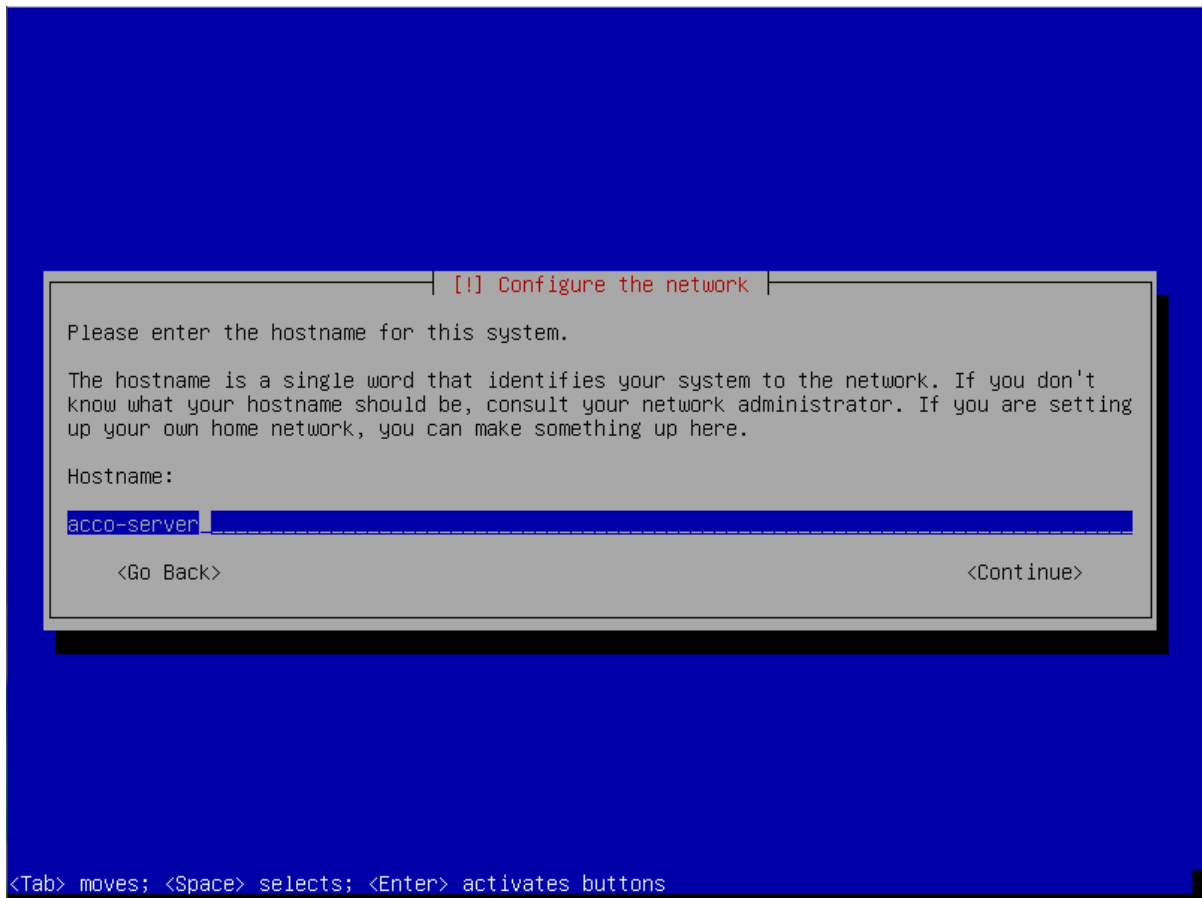 [!] Configure the network
Please enter the hostname for this system.
The hostname is a single word that identifies your system to the network. If you don't
know what your hostname should be, consult your network administrator. If you are setting
up your own home network, you can make something up here.
Hostname:
acco-server
<Go Back> <Continue>
<Tab> moves; <Space> selects; <Enter> activates buttons